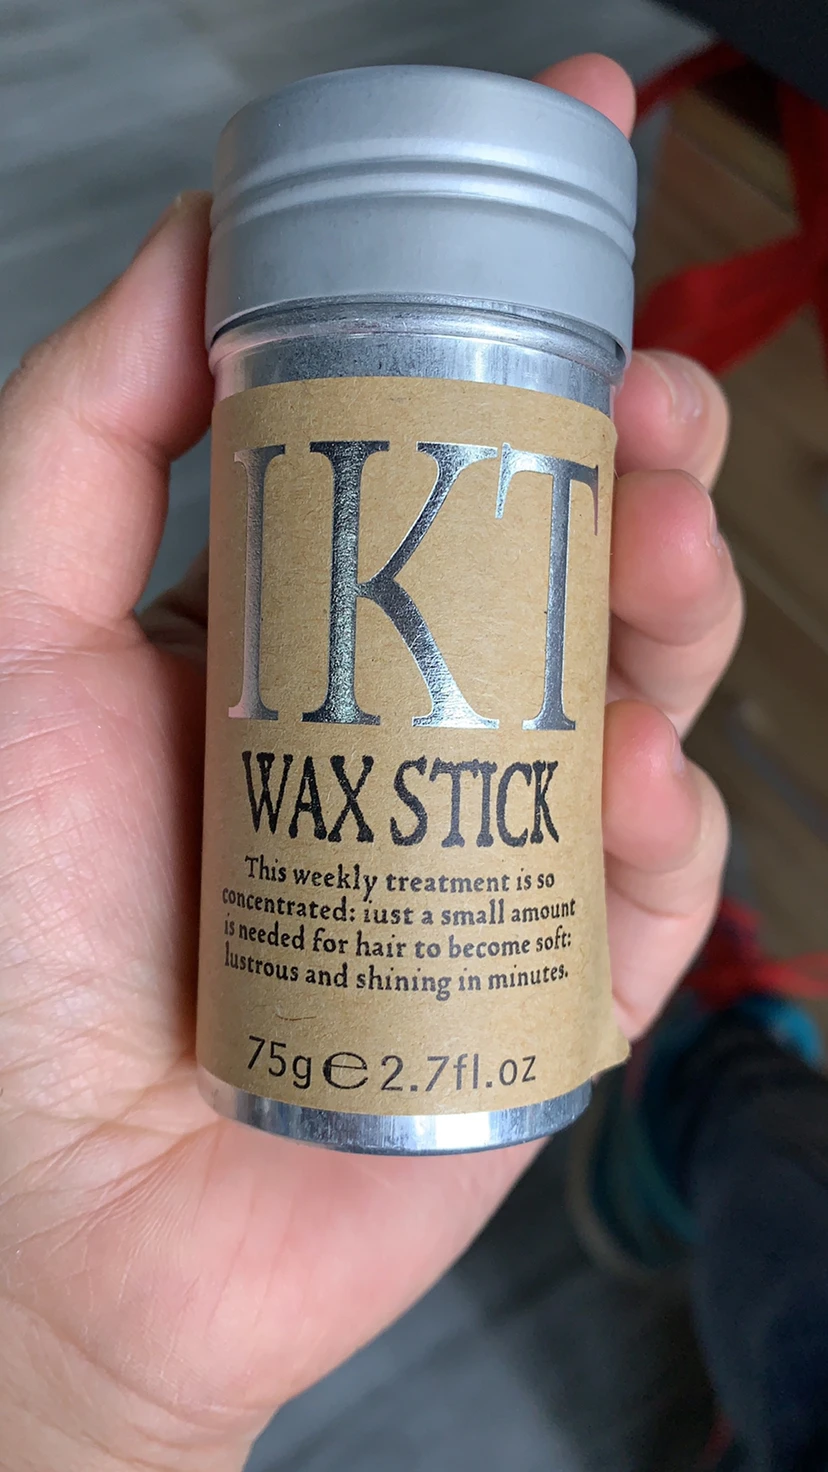 IKT
WAX STICK
This weekly treatment is so
concentrated: iust a small amount
is needed for hair to become soft:
lustrous and shining in minutes.
75g℮2.7fl.oz